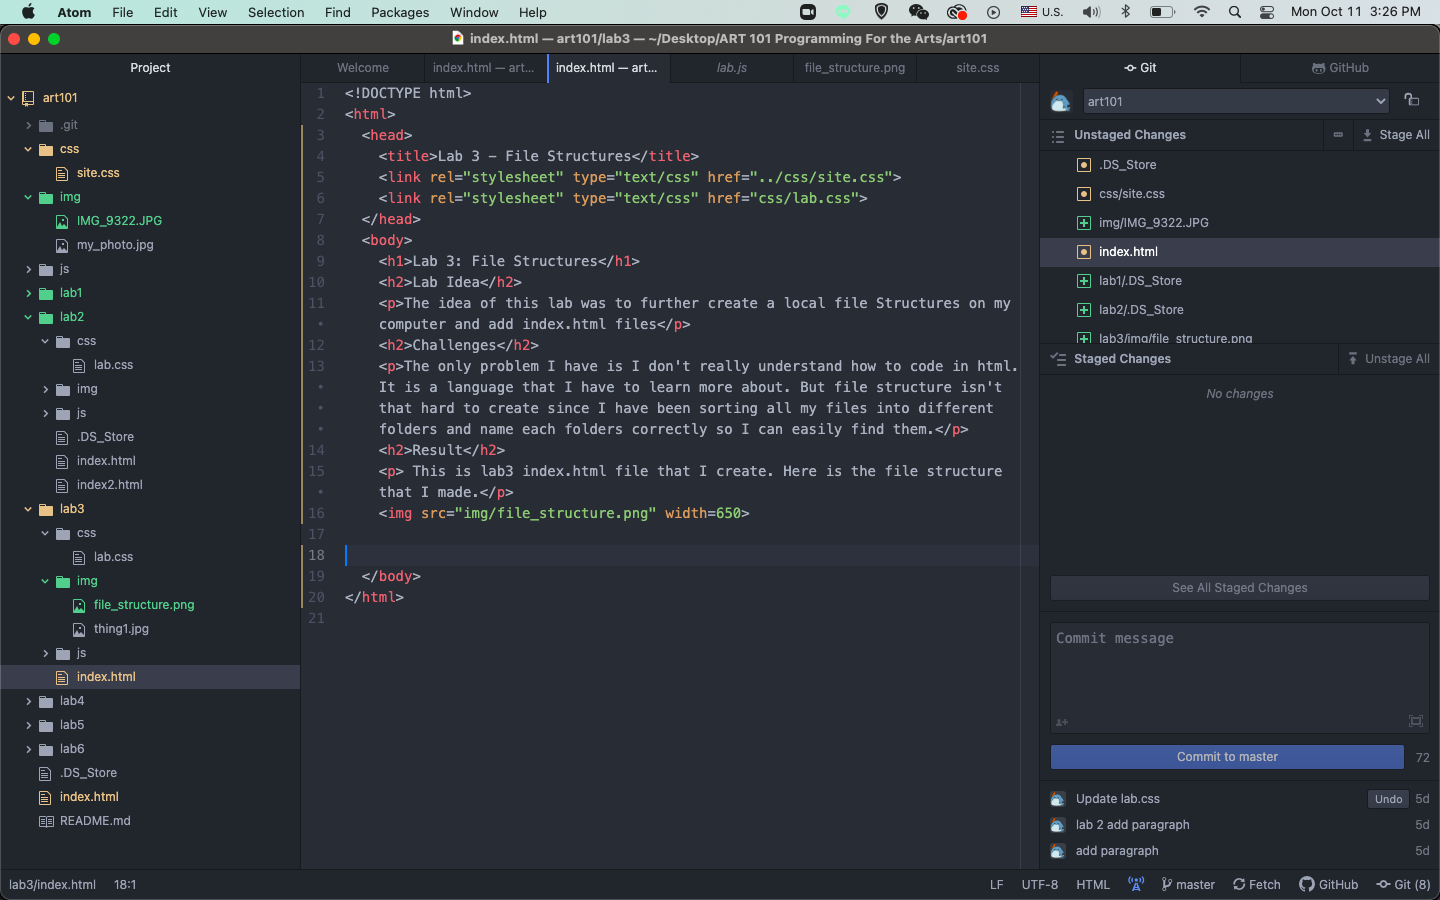 Atom File Edit View Selection Find Packages Window Help U.S. Mon Oct 11 3:26 PM
index.html — art101/lab3 — ~/Desktop/ART 101 Programming For the Arts/art101
Project
art101
.git
css
site.css
img
IMG_9322.JPG
my_photo.jpg
js
lab1
lab2
css
lab.css
img
js
.DS_Store
index.html
index2.html
lab3
css
lab.css
img
file_structure.png
thing1.jpg
js
index.html
lab4
lab5
lab6
.DS_Store
index.html
README.md
Welcome index.html — art... index.html — art... lab.js file_structure.png site.css
1 <!DOCTYPE html>
2 <html>
3 <head>
4 <title>Lab 3 - File Structures</title>
5 <link rel="stylesheet" type="text/css" href="../css/site.css">
6 <link rel="stylesheet" type="text/css" href="css/lab.css">
7 </head>
8 <body>
9 <h1>Lab 3: File Structures</h1>
10 <h2>Lab Idea</h2>
11 <p>The idea of this lab was to further create a local file Structures on my
• computer and add index.html files</p>
12 <h2>Challenges</h2>
13 <p>The only problem I have is I don't really understand how to code in html.
• It is a language that I have to learn more about. But file structure isn't
• that hard to create since I have been sorting all my files into different
• folders and name each folders correctly so I can easily find them.</p>
14 <h2>Result</h2>
15 <p> This is lab3 index.html file that I create. Here is the file structure
• that I made.</p>
16 <img src="img/file_structure.png" width=650>
17
18
19 </body>
20 </html>
21
Git GitHub
art101
Unstaged Changes Stage All
.DS_Store
css/site.css
img/IMG_9322.JPG
index.html
lab1/.DS_Store
lab2/.DS_Store
lab3/img/file_structure.png
Staged Changes Unstage All
No changes
See All Staged Changes
Commit message
Commit to master 72
Update lab.css Undo 5d
lab 2 add paragraph 5d
add paragraph 5d
lab3/index.html 18:1 LF UTF-8 HTML master Fetch GitHub Git (8)